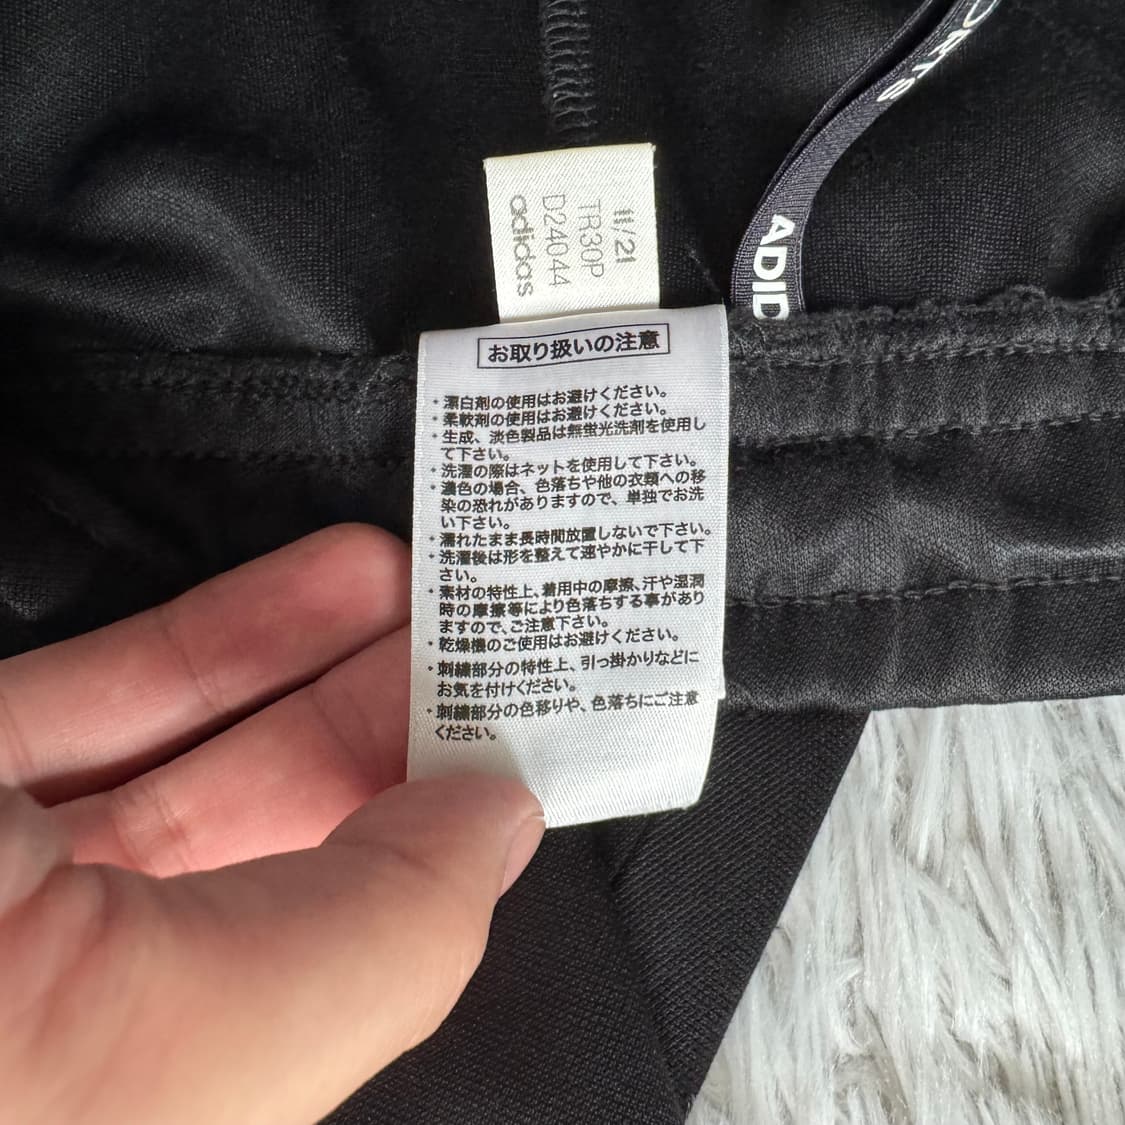 11/21
TR30P
D24044
adidas
ORTS
ADID
お取り扱いの注意
・漂白剤の使用はお避けください。
・柔軟剤の使用はお避けください。
・生成、淡色製品は無蛍光洗剤を使用し
て下さい。
・洗濯の際はネットを使用して下さい。
・濃色の場合、色落ちや他の衣類への移
染の恐れがありますので、単独でお洗
い下さい。
・濡れたまま長時間放置しないで下さい。
・洗濯後は形を整えて速やかに干して下
さい。
・素材の特性上、着用中の摩擦、汗や湿潤
時の摩擦等により色落ちする事があり
ますので、ご注意下さい。
・乾燥機のご使用はお避けください。
・刺繍部分の特性上、引っ掛かりなどに
お気を付けください。
・刺繍部分の色移りや、色落ちにご注意
ください。